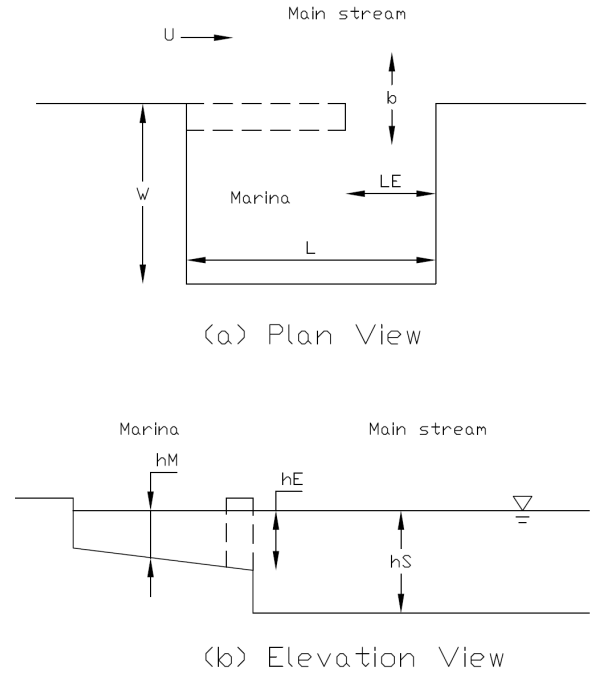 Main stream
U
b
W
LE
Marina
L
(a) Plan View
Marina
Main stream
hM
hE
hS
(b) Elevation View